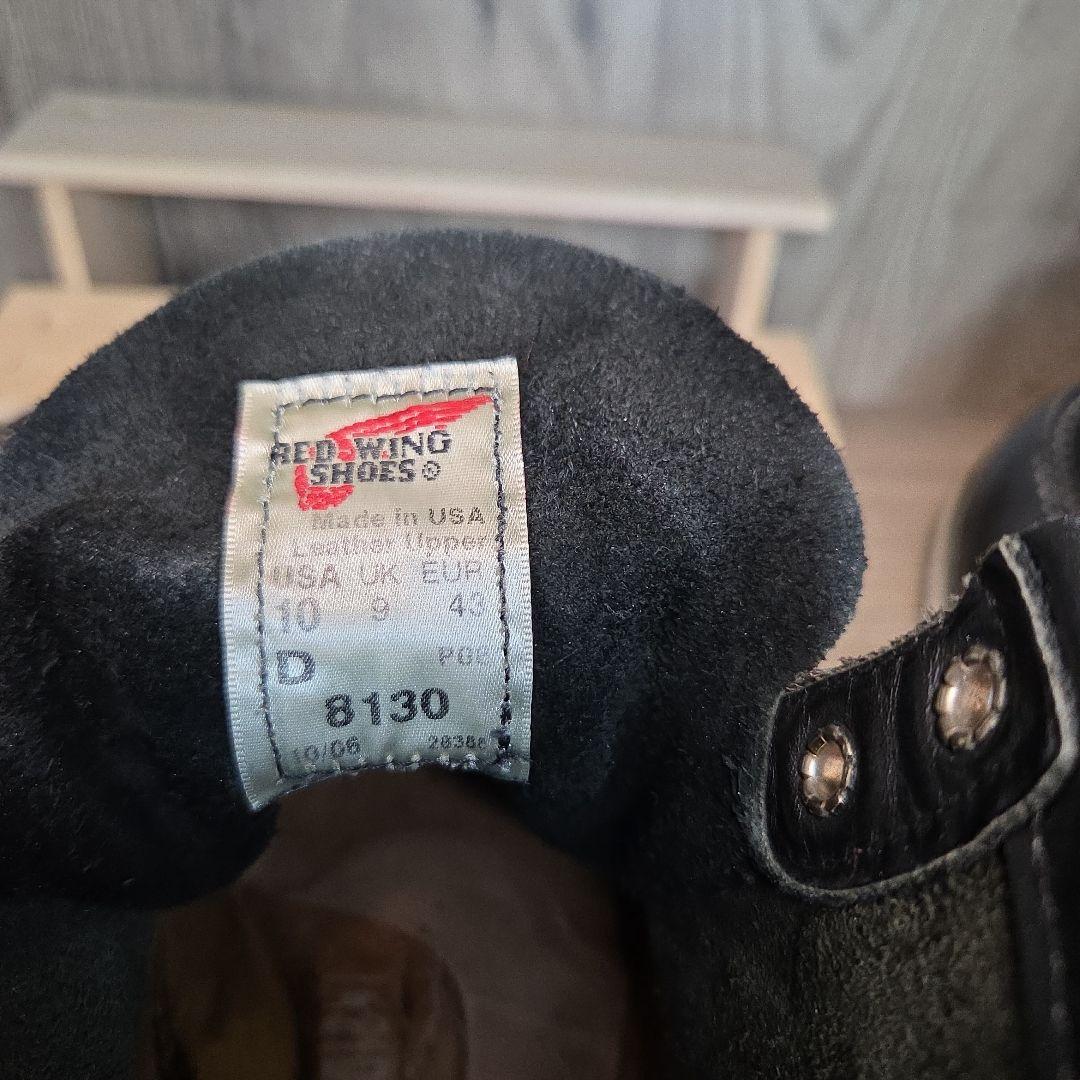 RED WING
SHOES®
Made in USA
Leather Upper
USA UK EUR
10 9 43
D
8130
10/06